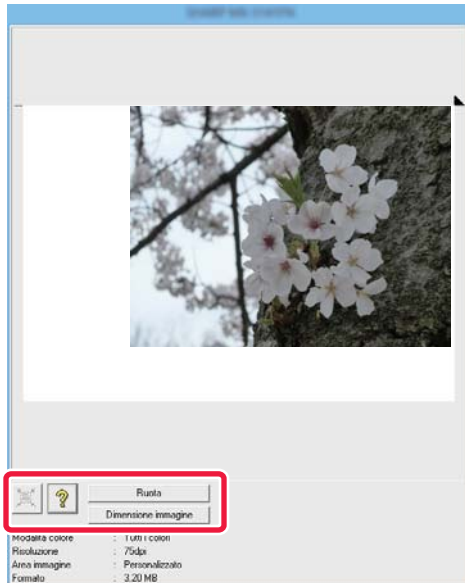 Ruota
Dimensione immagine
Modalità colore : Tutti i colori
Risoluzione : 75dpi
Area immagine : Personalizzato
Formato : 3.20 MB